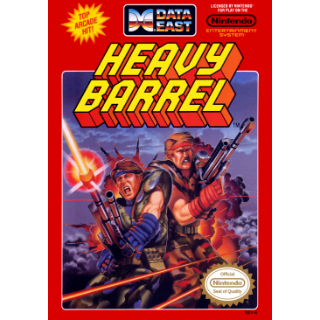 TOP
ARCADE
HIT!
DATA
EAST
LICENSED BY NINTENDO
FOR PLAY ON THE
Nintendo
ENTERTAINMENT
SYSTEM
HEAVY
BARREL
TM
Official
Nintendo
Seal of Quality